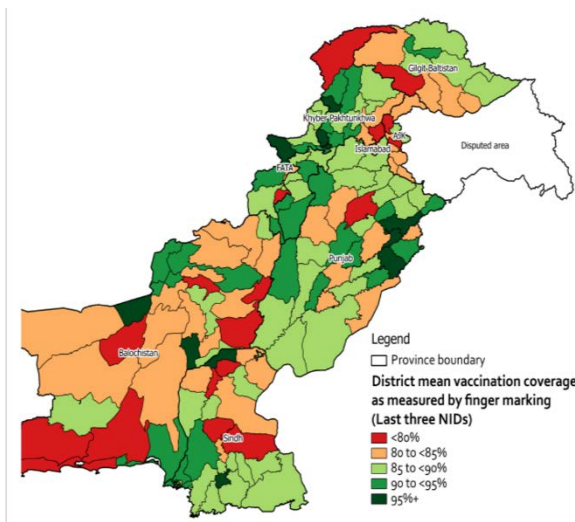 Gilgit-Baltistan
Khyber Pakhtunkhwa
AJK
Islamabad
Disputed area
FATA
Punjab
Balochistan
Sindh
Legend
Province boundary
District mean vaccination coverage
as measured by finger marking
(Last three NIDs)
<80%
80 to <85%
85 to <90%
90 to <95%
95%+